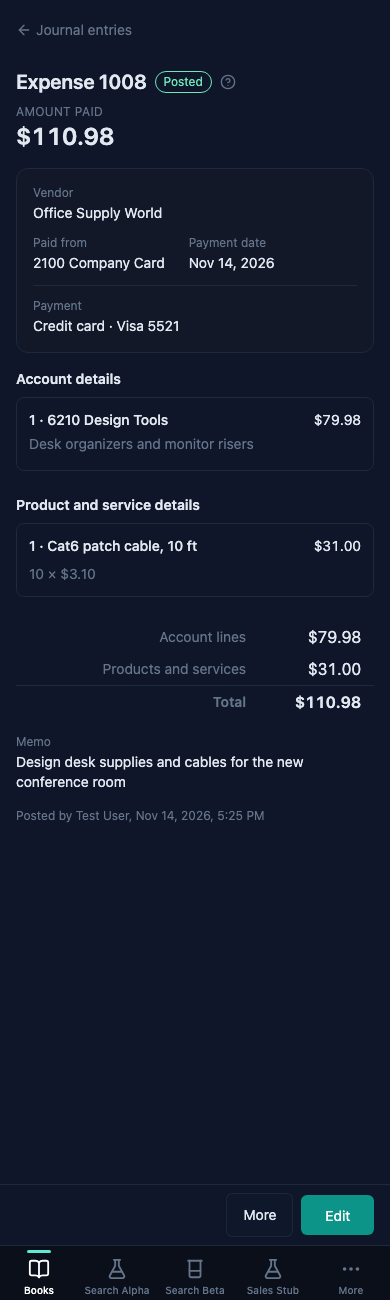 Journal entries
Expense 1008 Posted
AMOUNT PAID
$110.98
Vendor
Office Supply World
Paid from Payment date
2100 Company Card Nov 14, 2026
Payment
Credit card · Visa 5521
Account details
1 · 6210 Design Tools $79.98
Desk organizers and monitor risers
Product and service details
1 · Cat6 patch cable, 10 ft $31.00
10 × $3.10
Account lines $79.98
Products and services $31.00
Total $110.98
Memo
Design desk supplies and cables for the new
conference room
Posted by Test User, Nov 14, 2026, 5:25 PM
More Edit
Books Search Alpha Search Beta Sales Stub More